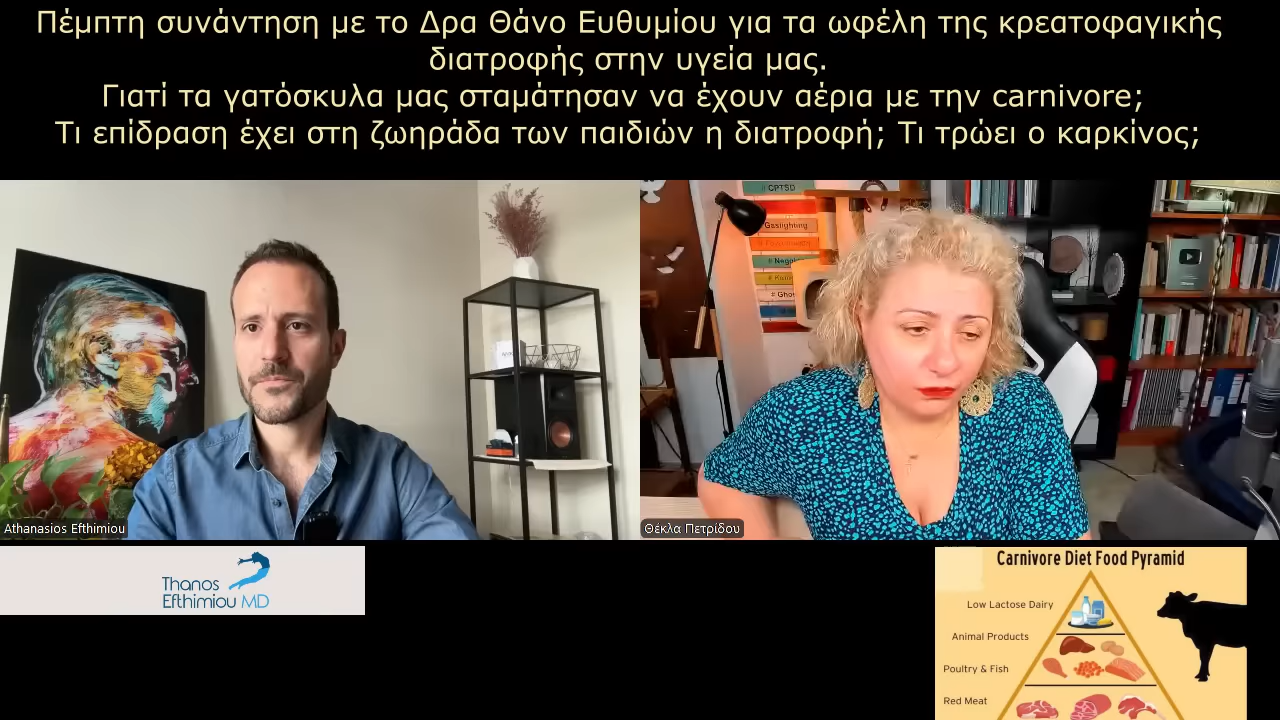 Πέμπτη συνάντηση με το Δρα Θάνο Ευθυμίου για τα ωφέλη της κρεατοφαγικής
διατροφής στην υγεία μας.
Γιατί τα γατόσκυλα μας σταμάτησαν να έχουν αέρια με την carnivore;
Τι επίδραση έχει στη ζωηράδα των παιδιών η διατροφή; Τι τρώει ο καρκίνος;
# CPTSD
Gaslighting
Athanasios Efthimiou
Θέκλα Πετρίδου
Thanos
Efthimiou MD
Carnivore Diet Food Pyramid
Low Lactose Dairy
Animal Products
Poultry & Fish
Red Meat